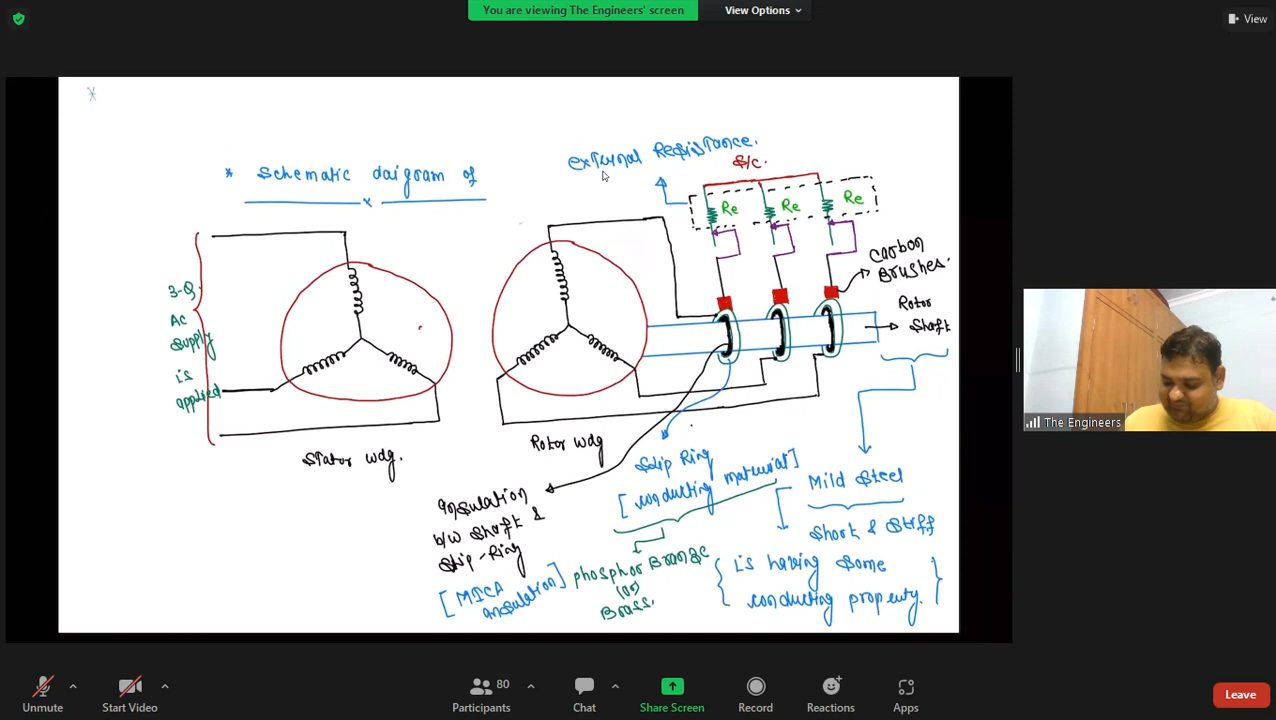 You are viewing The Engineers' screen
View Options
View
* Schematic daigram of
external Resistance.
S/C.
Re
Re
Re
Carbon
Brushes.
Rotor
Shaft
3-Φ
AC
supply
is
applied
Stator wdg.
Rotor wdg
Slip Ring
[conducting material]
Mild Steel
Short & Stiff
insulation
b/w Shaft &
Slip-Ring
[MICA
insulation]
phosphor Bronze
(or)
Brass.
{ is having Some
conducting property. }
The Engineers
Unmute
Start Video
80
Participants
Chat
Share Screen
Record
Reactions
Apps
Leave